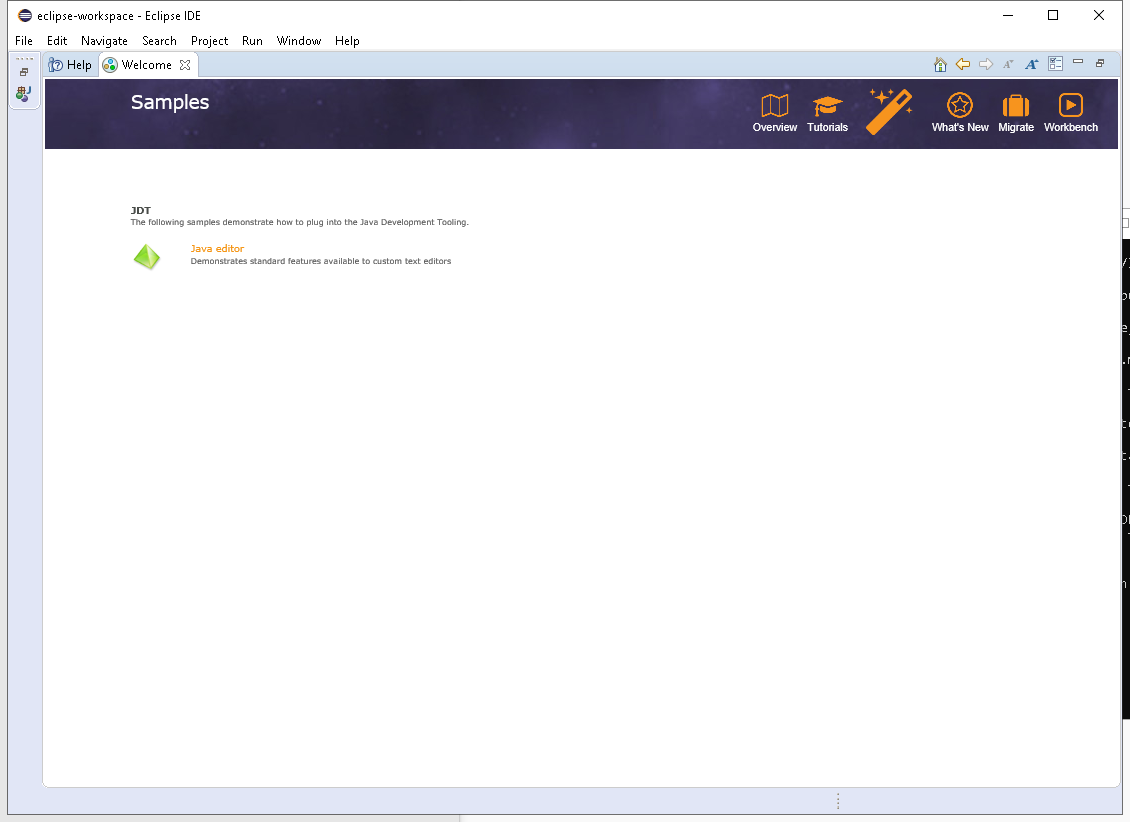 eclipse-workspace - Eclipse IDE
File Edit Navigate Search Project Run Window Help
Help Welcome
Samples
Overview Tutorials What's New Migrate Workbench
JDT
The following samples demonstrate how to plug into the Java Development Tooling.
Java editor
Demonstrates standard features available to custom text editors